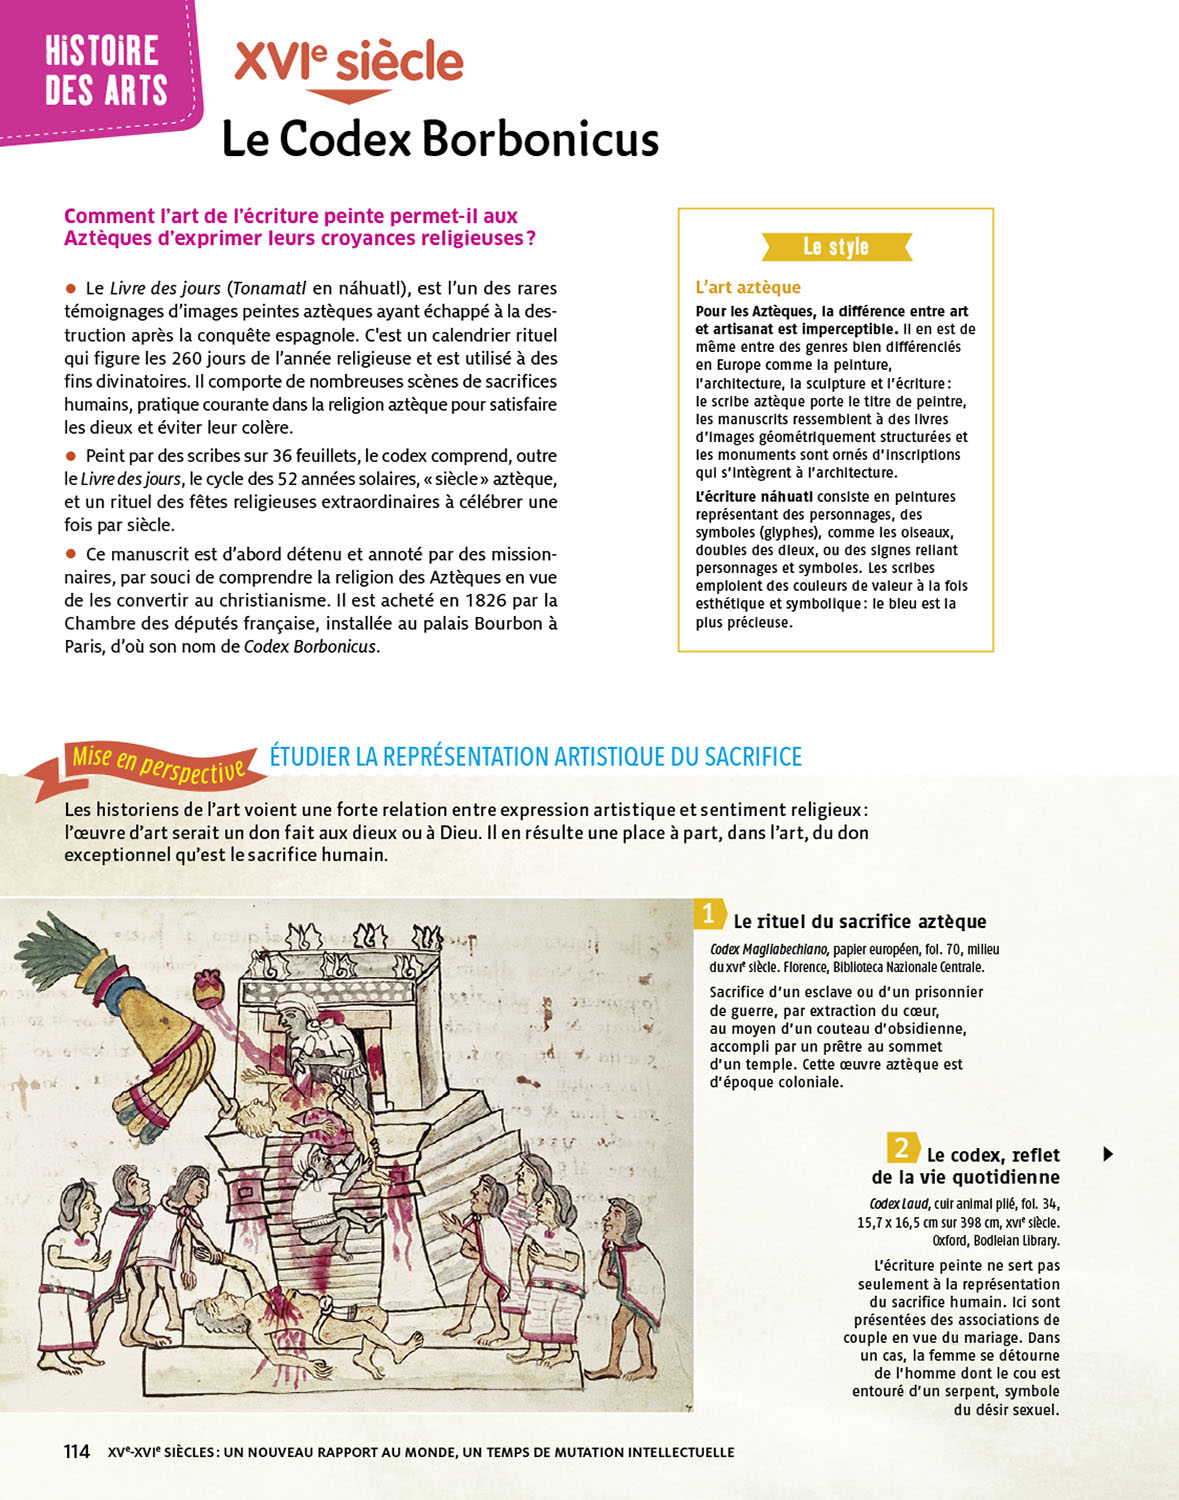 HiSTOiRE
DES ARTS
XVIe siècle
Le Codex Borbonicus
Comment l'art de l'écriture peinte permet-il aux
Aztèques d'exprimer leurs croyances religieuses ?
● Le Livre des jours (Tonamatl en náhuatl), est l'un des rares
témoignages d'images peintes aztèques ayant échappé à la des-
truction après la conquête espagnole. C'est un calendrier rituel
qui figure les 260 jours de l'année religieuse et est utilisé à des
fins divinatoires. Il comporte de nombreuses scènes de sacrifices
humains, pratique courante dans la religion aztèque pour satisfaire
les dieux et éviter leur colère.
● Peint par des scribes sur 36 feuillets, le codex comprend, outre
le Livre des jours, le cycle des 52 années solaires, « siècle » aztèque,
et un rituel des fêtes religieuses extraordinaires à célébrer une
fois par siècle.
● Ce manuscrit est d'abord détenu et annoté par des mission-
naires, par souci de comprendre la religion des Aztèques en vue
de les convertir au christianisme. Il est acheté en 1826 par la
Chambre des députés française, installée au palais Bourbon à
Paris, d'où son nom de Codex Borbonicus.
Le style
L'art aztèque
Pour les Aztèques, la différence entre art
et artisanat est imperceptible. Il en est de
même entre des genres bien différenciés
en Europe comme la peinture,
l'architecture, la sculpture et l'écriture :
le scribe aztèque porte le titre de peintre,
les manuscrits ressemblent à des livres
d'images géométriquement structurées et
les monuments sont ornés d'inscriptions
qui s'intègrent à l'architecture.
L'écriture náhuatl consiste en peintures
représentant des personnages, des
symboles (glyphes), comme les oiseaux,
doubles des dieux, ou des signes reliant
personnages et symboles. Les scribes
emploient des couleurs de valeur à la fois
esthétique et symbolique : le bleu est la
plus précieuse.
Mise en perspective ÉTUDIER LA REPRÉSENTATION ARTISTIQUE DU SACRIFICE
Les historiens de l'art voient une forte relation entre expression artistique et sentiment religieux :
l'œuvre d'art serait un don fait aux dieux ou à Dieu. Il en résulte une place à part, dans l'art, du don
exceptionnel qu'est le sacrifice humain.
1 Le rituel du sacrifice aztèque
Codex Magliabechiano, papier européen, fol. 70, milieu
du XVIe siècle. Florence, Biblioteca Nazionale Centrale.
Sacrifice d'un esclave ou d'un prisonnier
de guerre, par extraction du cœur,
au moyen d'un couteau d'obsidienne,
accompli par un prêtre au sommet
d'un temple. Cette œuvre aztèque est
d'époque coloniale.
2 Le codex, reflet
de la vie quotidienne
Codex Laud, cuir animal plié, fol. 34,
15,7 x 16,5 cm sur 398 cm, XVIe siècle.
Oxford, Bodleian Library.
L'écriture peinte ne sert pas
seulement à la représentation
du sacrifice humain. Ici sont
présentées des associations de
couple en vue du mariage. Dans
un cas, la femme se détourne
de l'homme dont le cou est
entouré d'un serpent, symbole
du désir sexuel.
114 XVe-XVIe SIÈCLES : UN NOUVEAU RAPPORT AU MONDE, UN TEMPS DE MUTATION INTELLECTUELLE